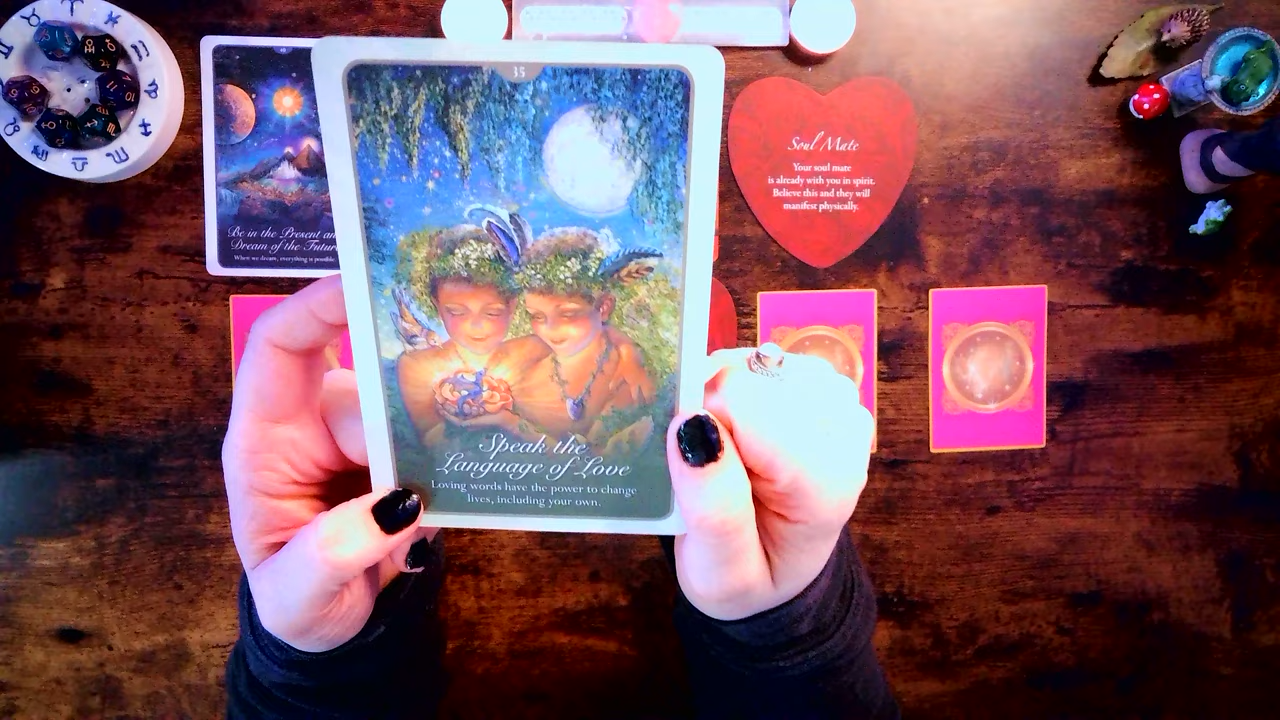 35
Speak the
Language of Love
Loving words have the power to change
lives, including your own.
Be in the Present an
Dream of the Futur
When we dream, everything is possible
Soul Mate
Your soul mate
is already with you in spirit.
Believe this and they will
manifest physically.